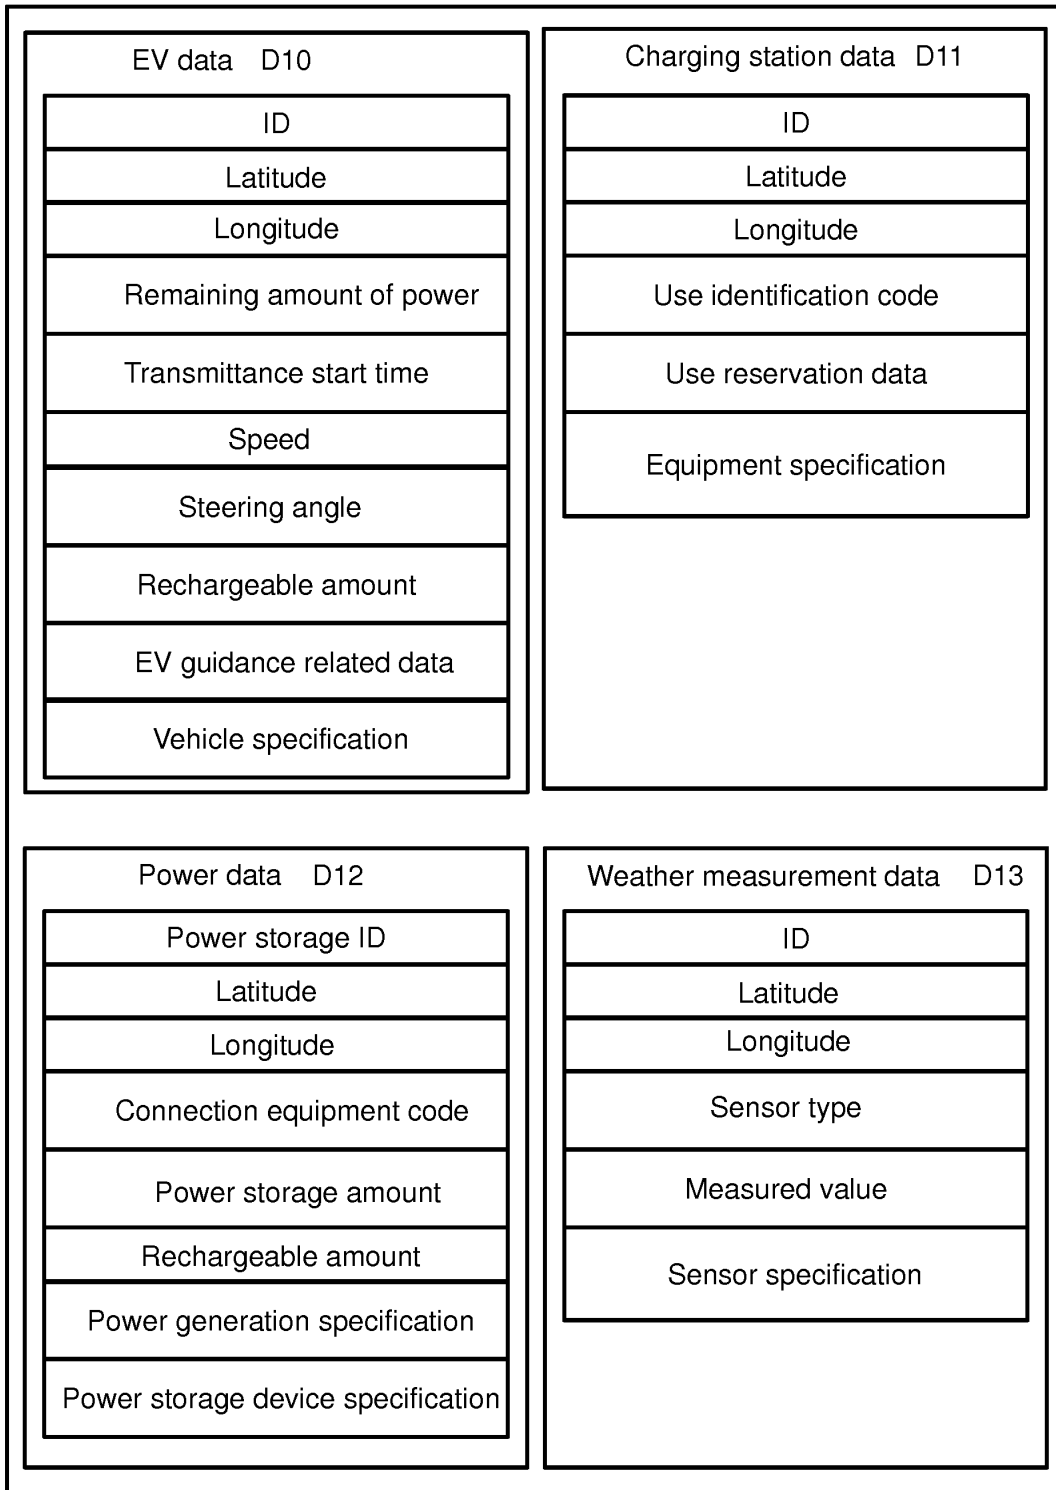 EV data D10
ID
Latitude
Longitude
Remaining amount of power
Transmittance start time
Speed
Steering angle
Rechargeable amount
EV guidance related data
Vehicle specification
Charging station data D11
ID
Latitude
Longitude
Use identification code
Use reservation data
Equipment specification
Power data D12
Power storage ID
Latitude
Longitude
Connection equipment code
Power storage amount
Rechargeable amount
Power generation specification
Power storage device specification
Weather measurement data D13
ID
Latitude
Longitude
Sensor type
Measured value
Sensor specification